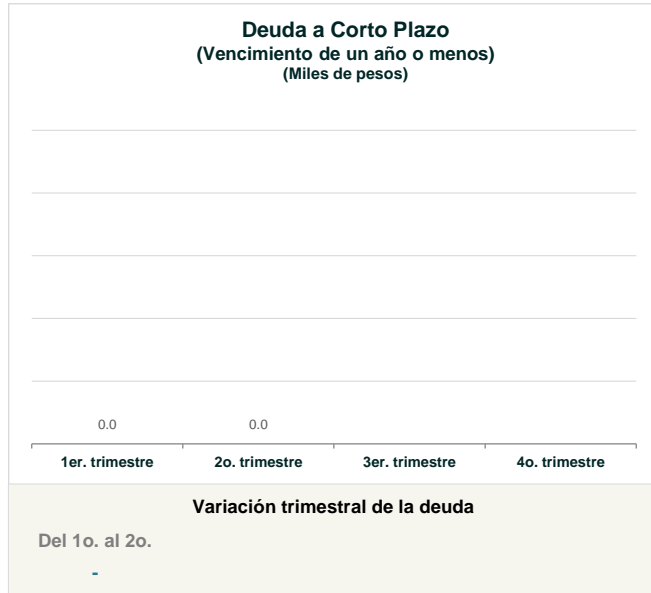 Deuda a Corto Plazo
(Vencimiento de un año o menos)
(Miles de pesos)
0.0 0.0
1er. trimestre 2o. trimestre 3er. trimestre 4o. trimestre
Variación trimestral de la deuda
Del 1o. al 2o.
-